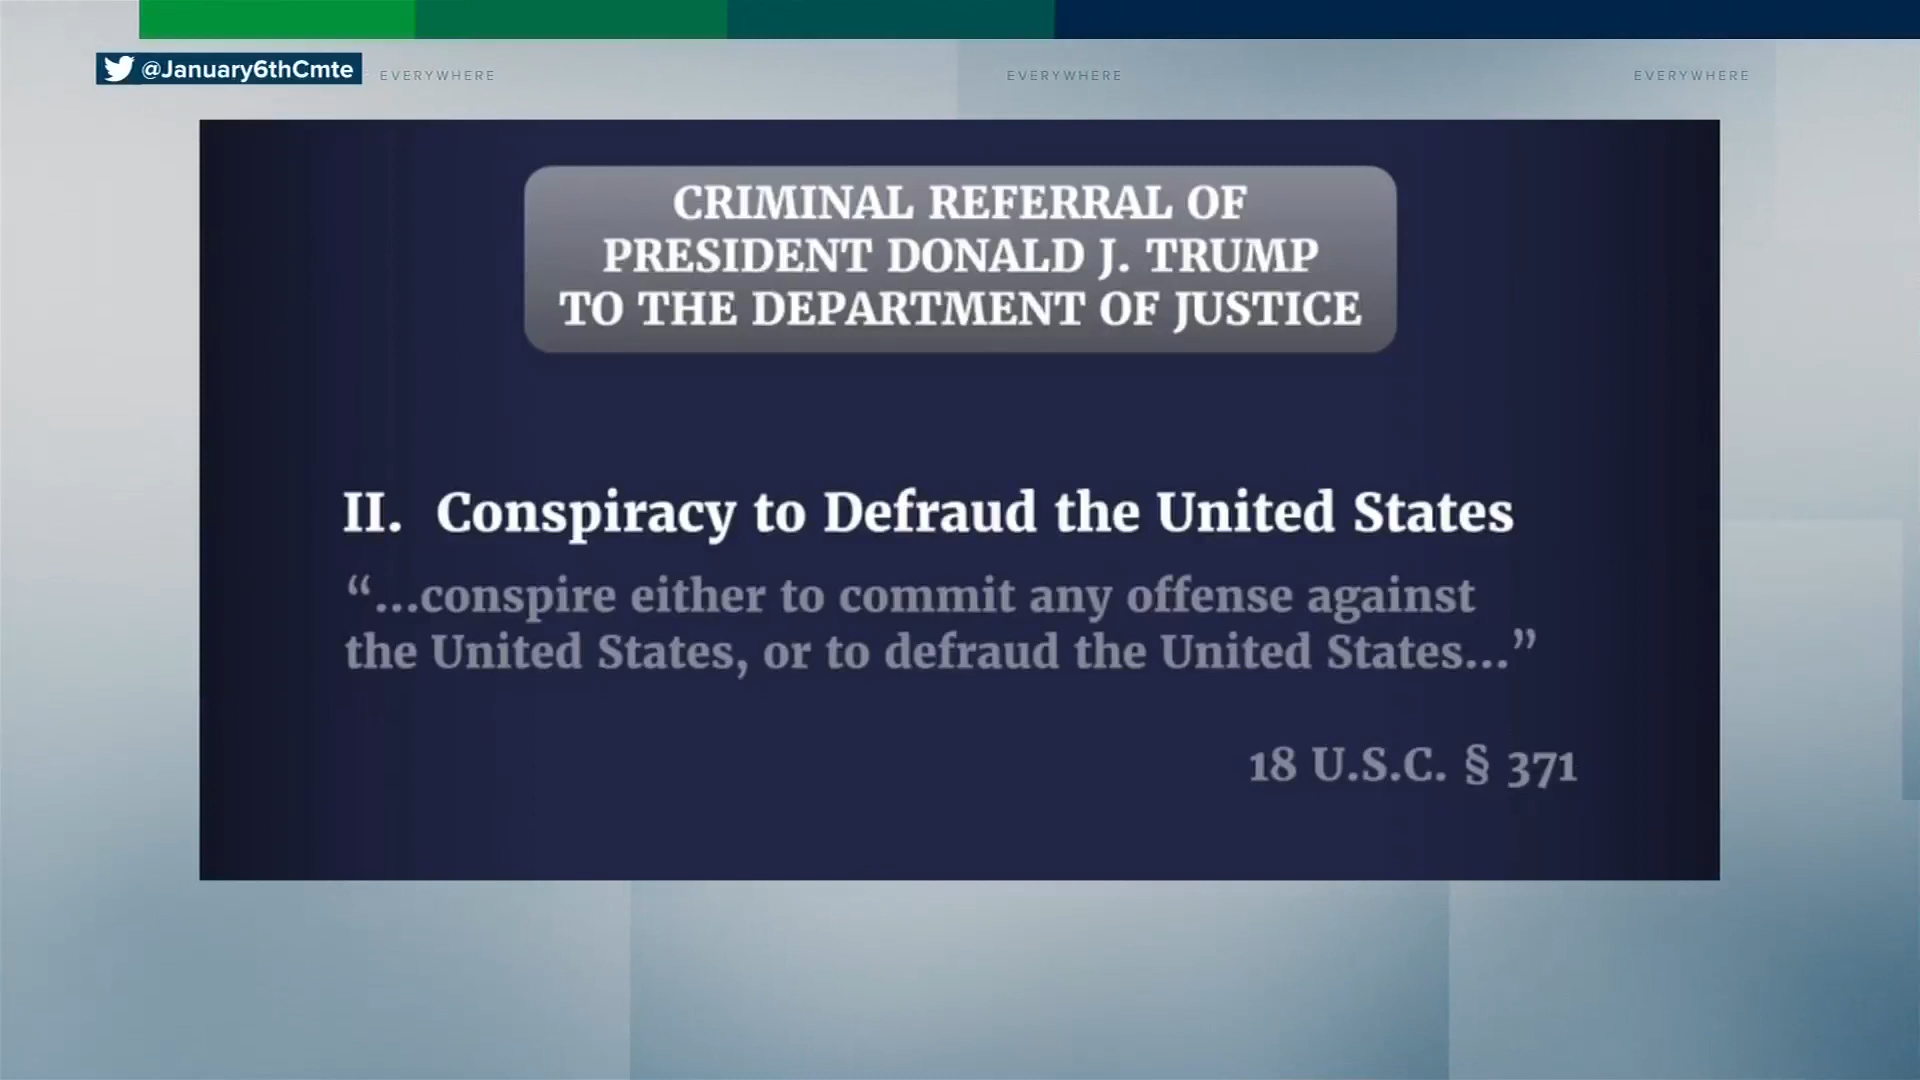 @January6thCmte
EVERYWHERE EVERYWHERE EVERYWHERE
CRIMINAL REFERRAL OF
PRESIDENT DONALD J. TRUMP
TO THE DEPARTMENT OF JUSTICE
II. Conspiracy to Defraud the United States
“...conspire either to commit any offense against
the United States, or to defraud the United States...”
18 U.S.C. § 371